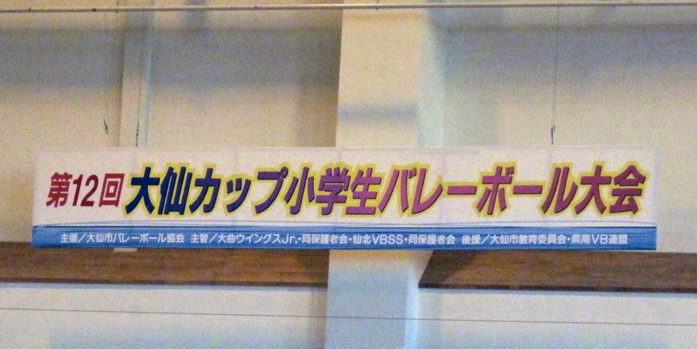 第12回 大仙カップ小学生バレーボール大会
主催／大仙市バレーボール協会 主管／大曲ウイングスJr.・同保護者会・仙北VBSS・同保護者会 後援／大仙市教育委員会・県南VB連盟